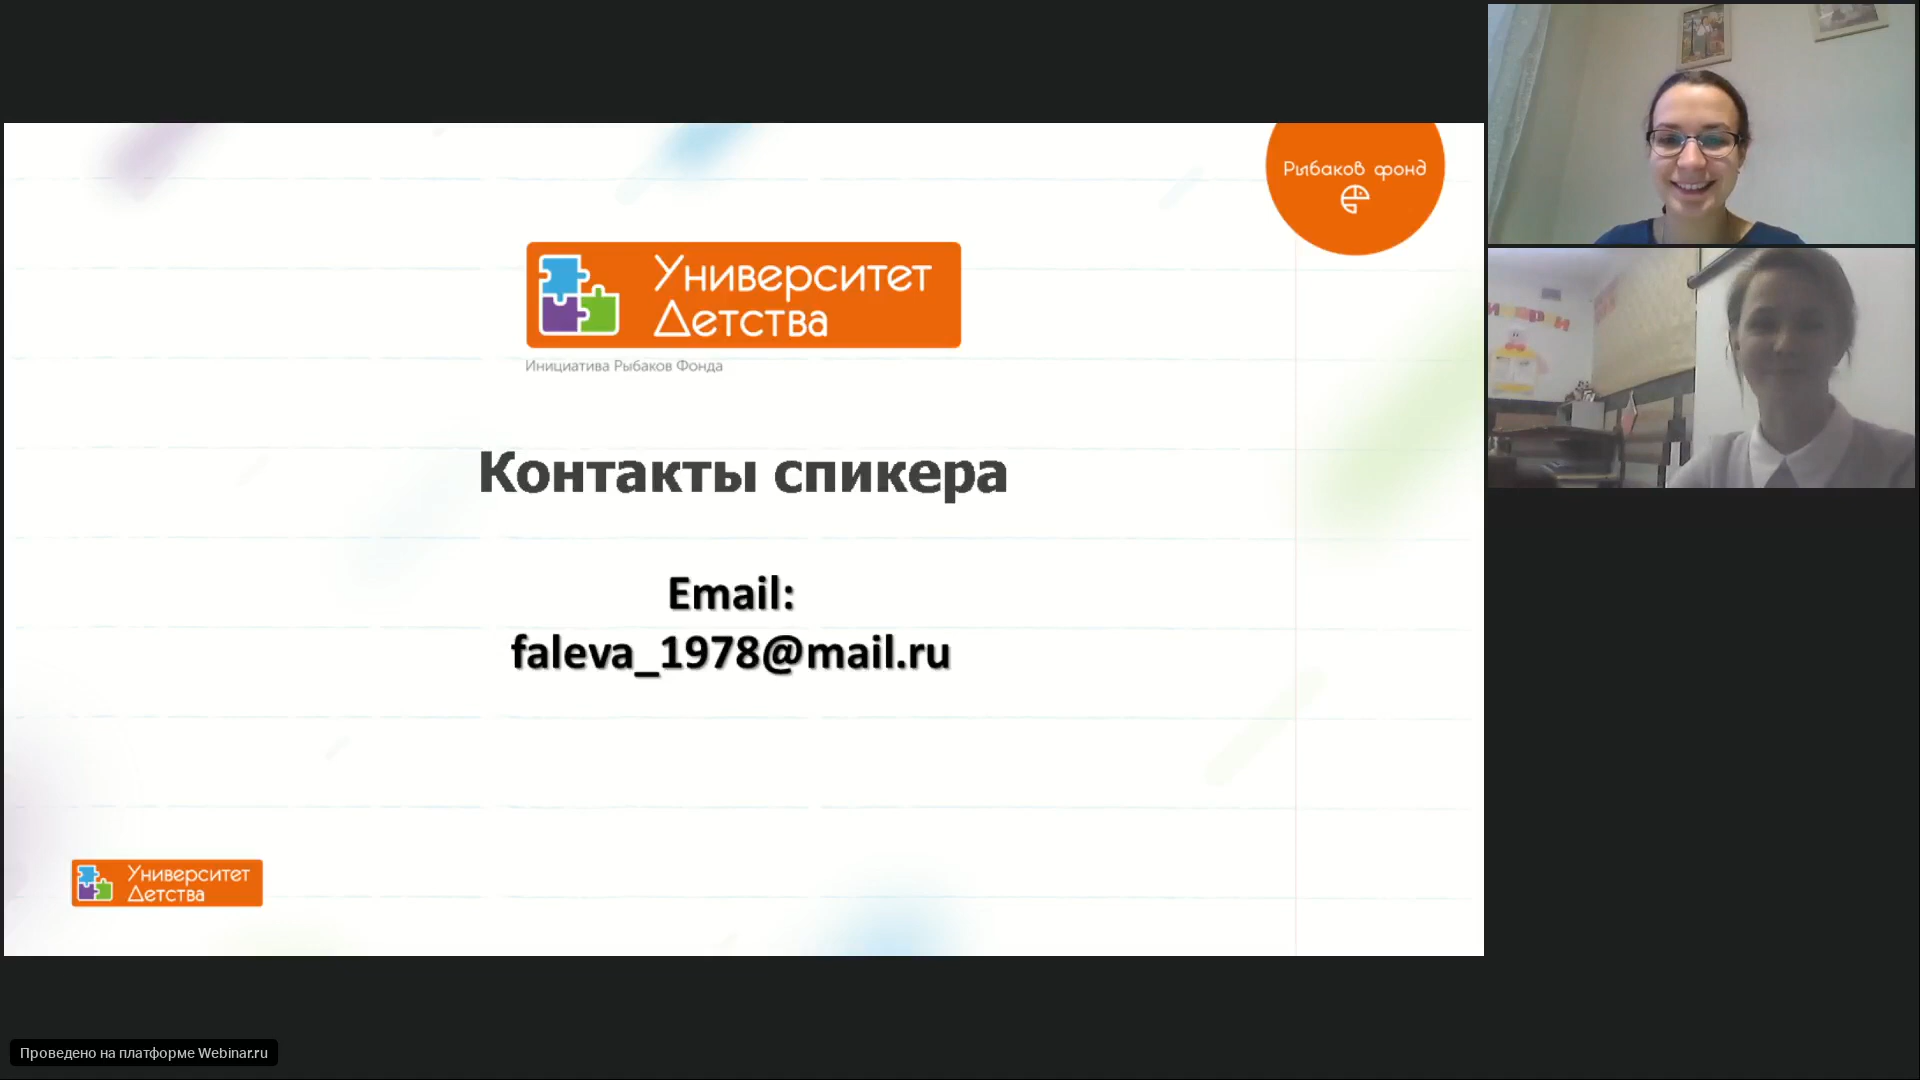 Рыбаков фонд
Университет
Детства
Инициатива Рыбаков Фонда
Контакты спикера
Email:
faleva_1978@mail.ru
Университет
Детства
Проведено на платформе Webinar.ru